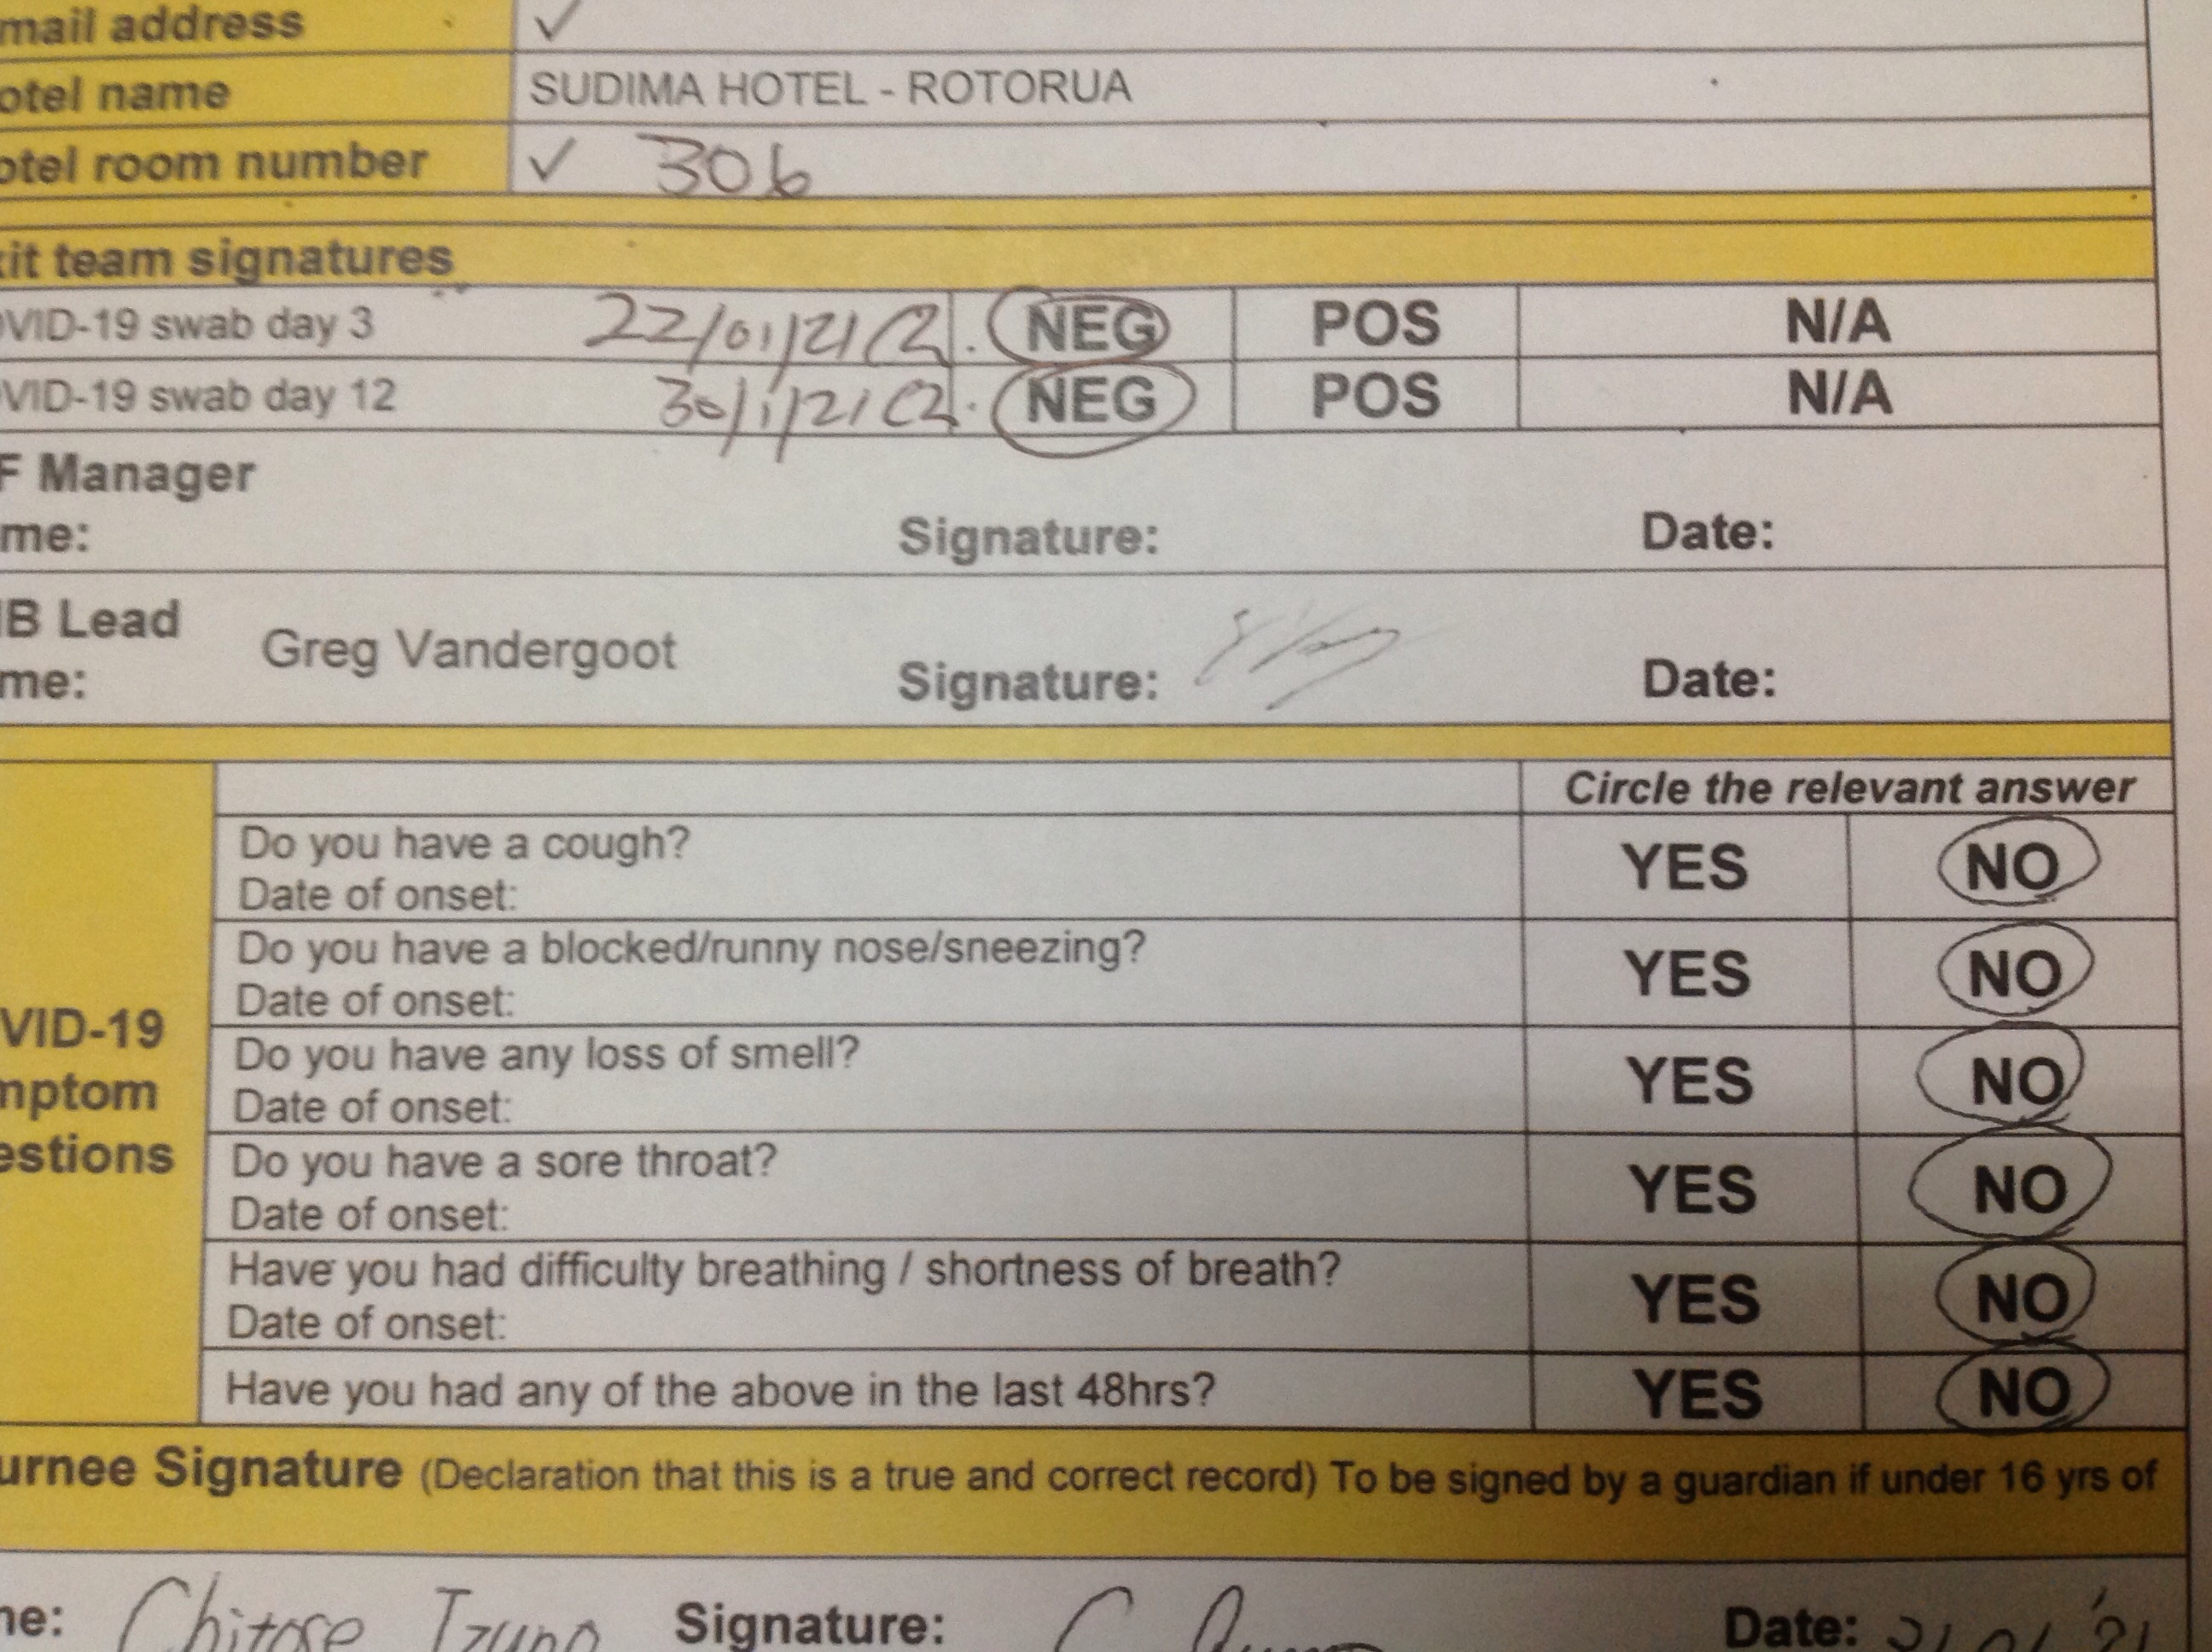 mail address ✓
otel name SUDIMA HOTEL - ROTORUA
otel room number ✓ 306
it team signatures
VID-19 swab day 3 22/01/21 NEG POS N/A
VID-19 swab day 12 30/1/21 NEG POS N/A
F Manager
me: Signature: Date:
B Lead
me: Greg Vandergoot Signature: Date:
Circle the relevant answer
Do you have a cough? YES NO
Date of onset:
Do you have a blocked/runny nose/sneezing? YES NO
Date of onset:
VID-19
mptom
estions
Do you have any loss of smell? YES NO
Date of onset:
Do you have a sore throat? YES NO
Date of onset:
Have you had difficulty breathing / shortness of breath? YES NO
Date of onset:
Have you had any of the above in the last 48hrs? YES NO
urnee Signature (Declaration that this is a true and correct record) To be signed by a guardian if under 16 yrs of
ne: Chitose Izuno Signature: Date: